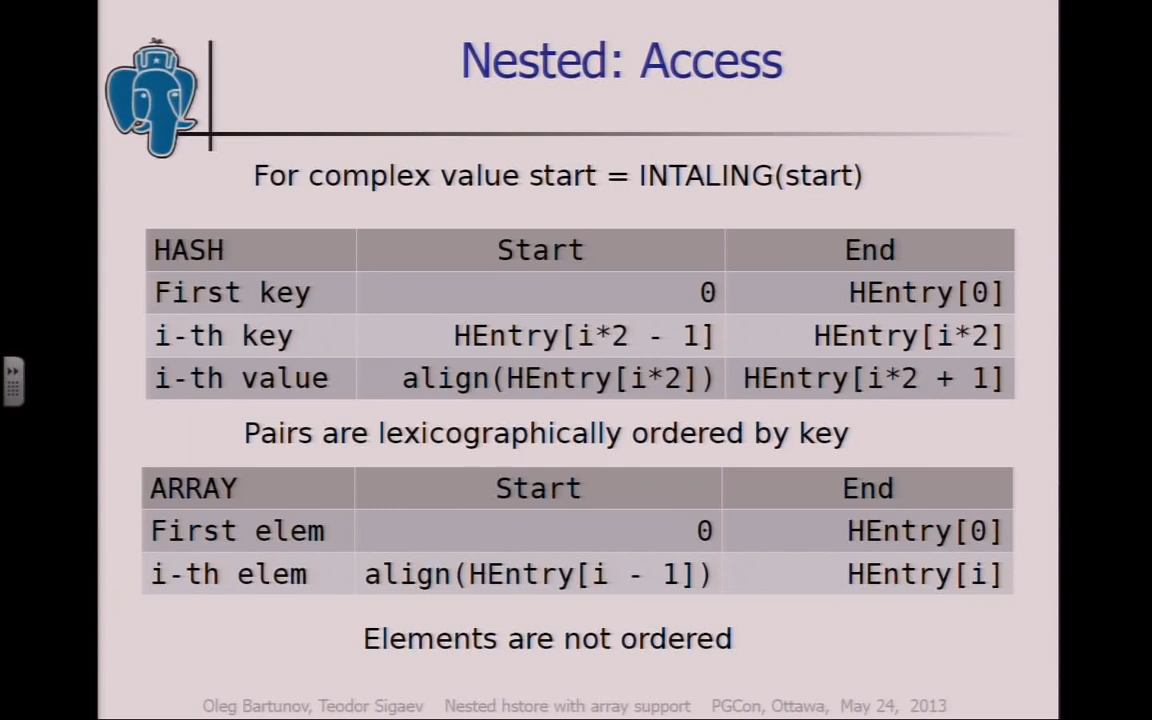 Nested: Access
For complex value start = INTALING(start)
HASH Start End
First key 0 HEntry[0]
i-th key HEntry[i*2 - 1] HEntry[i*2]
i-th value align(HEntry[i*2]) HEntry[i*2 + 1]
Pairs are lexicographically ordered by key
ARRAY Start End
First elem 0 HEntry[0]
i-th elem align(HEntry[i - 1]) HEntry[i]
Elements are not ordered
Oleg Bartunov, Teodor Sigaev Nested hstore with array support PGCon, Ottawa, May 24, 2013